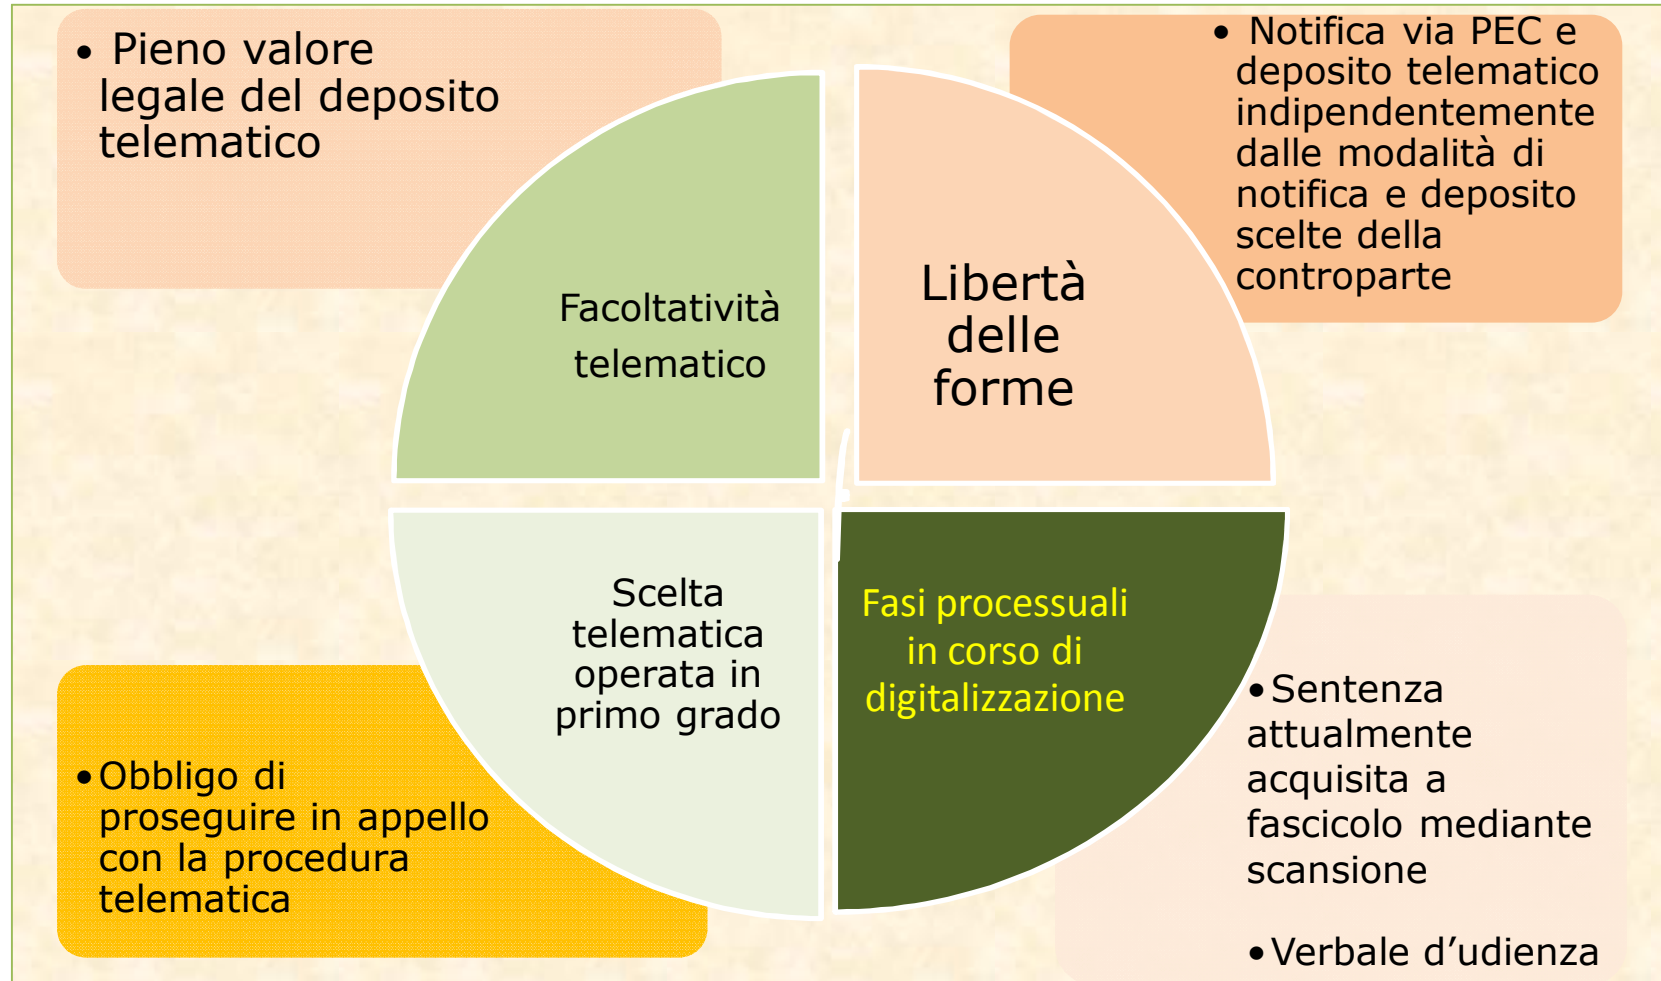 • Pieno valore
legale del deposito
telematico
• Notifica via PEC e
deposito telematico
indipendentemente
dalle modalità di
notifica e deposito
scelte della
controparte
Facoltatività
telematico
Libertà
delle
forme
Scelta
telematica
operata in
primo grado
Fasi processuali
in corso di
digitalizzazione
• Obbligo di
proseguire in appello
con la procedura
telematica
• Sentenza
attualmente
acquisita a
fascicolo mediante
scansione
• Verbale d’udienza